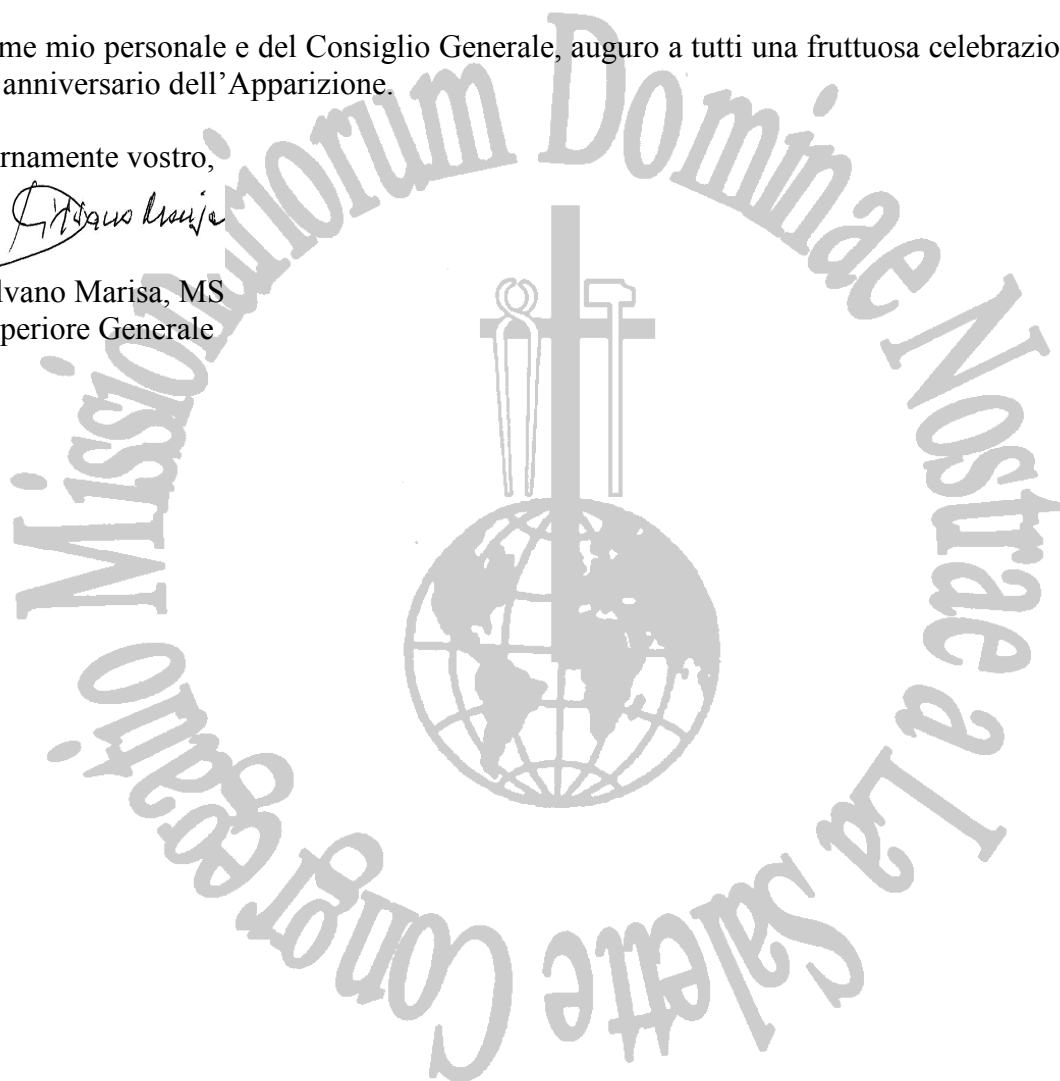 me mio personale e del Consiglio Generale, auguro a tutti una fruttuosa celebrazio
anniversario dell’Apparizione.
rnamente vostro,
lvano Marisa, MS
periore Generale
Congregatio Missionariorum Dominae Nostrae a La Salette